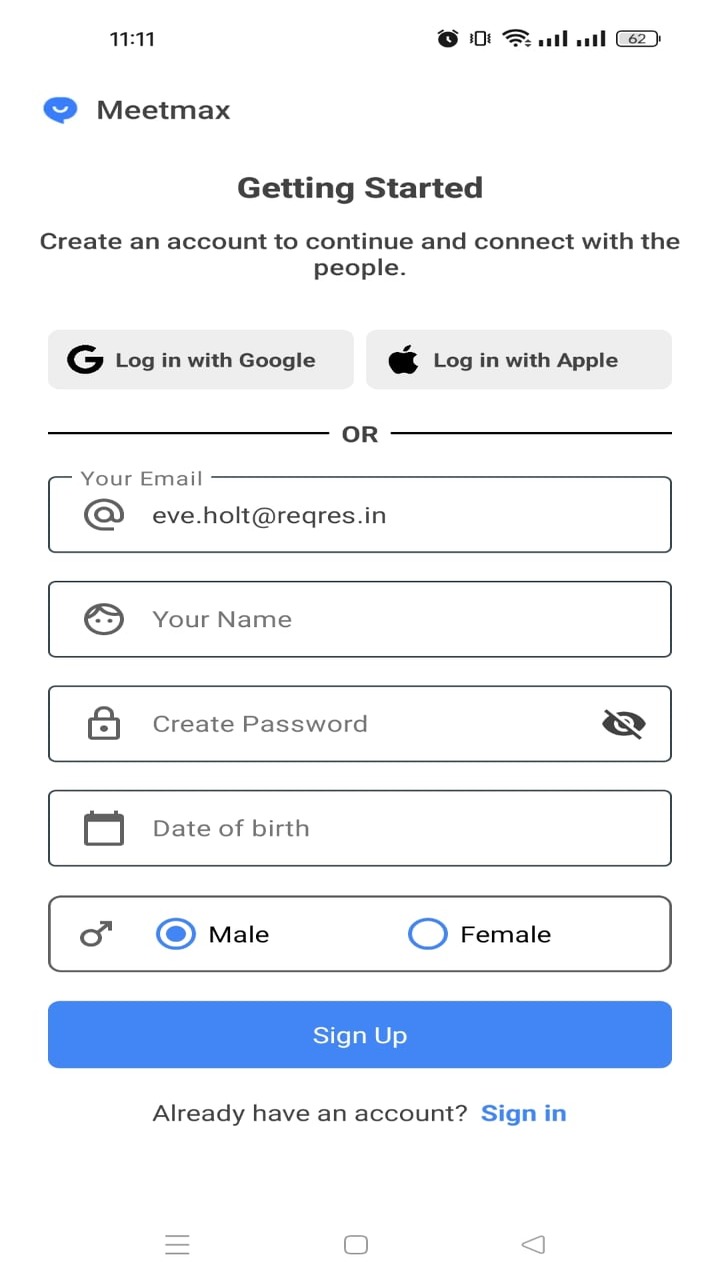 11:11
62
Meetmax
Getting Started
Create an account to continue and connect with the
people.
Log in with Google
Log in with Apple
OR
Your Email
eve.holt@reqres.in
Your Name
Create Password
Date of birth
Male
Female
Sign Up
Already have an account? Sign in